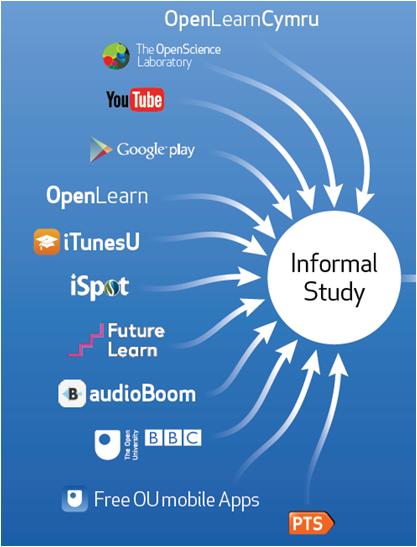 OpenLearnCymru
The OpenScience
Laboratory
YouTube
Google play
OpenLearn
iTunesU
iSpot
Informal
Study
Future
Learn
B
audioBoom
The Open
University
BBC
Free OU mobile Apps
PTS